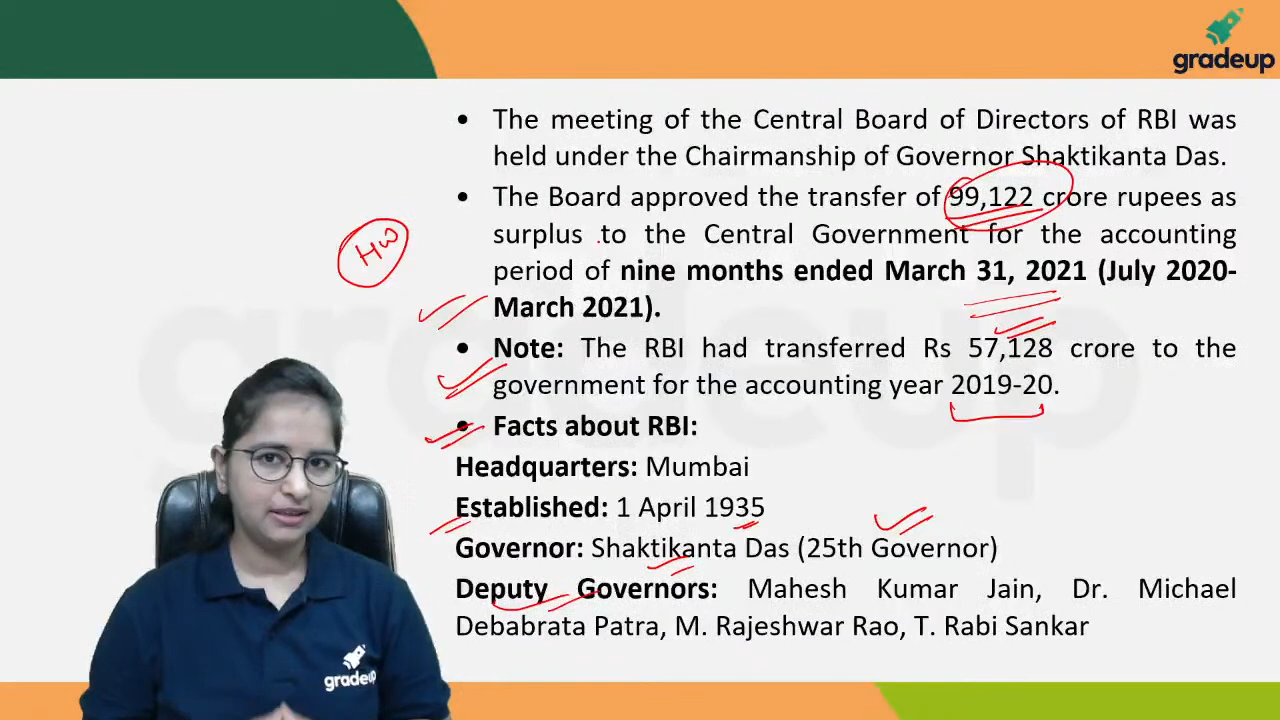 gradeup
• The meeting of the Central Board of Directors of RBI was
held under the Chairmanship of Governor Shaktikanta Das.
• The Board approved the transfer of 99,122 crore rupees as
surplus to the Central Government for the accounting
period of nine months ended March 31, 2021 (July 2020-
March 2021).
HW
• Note: The RBI had transferred Rs 57,128 crore to the
government for the accounting year 2019-20.
• Facts about RBI:
Headquarters: Mumbai
Established: 1 April 1935
Governor: Shaktikanta Das (25th Governor)
Deputy Governors: Mahesh Kumar Jain, Dr. Michael
Debabrata Patra, M. Rajeshwar Rao, T. Rabi Sankar
gradeup
gradeup